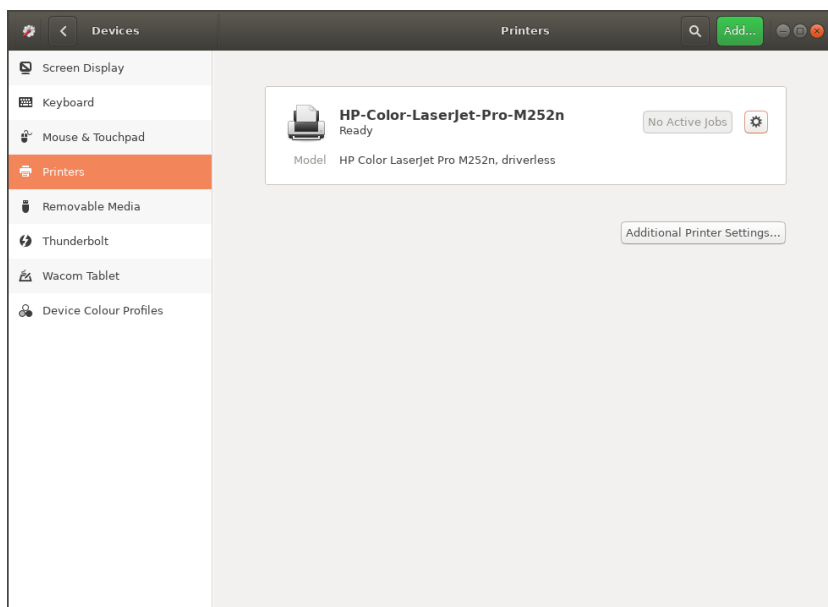 Devices
Printers
Add...
Screen Display
Keyboard
Mouse & Touchpad
Printers
Removable Media
Thunderbolt
Wacom Tablet
Device Colour Profiles
HP-Color-LaserJet-Pro-M252n
Ready
No Active Jobs
Model HP Color LaserJet Pro M252n, driverless
Additional Printer Settings...